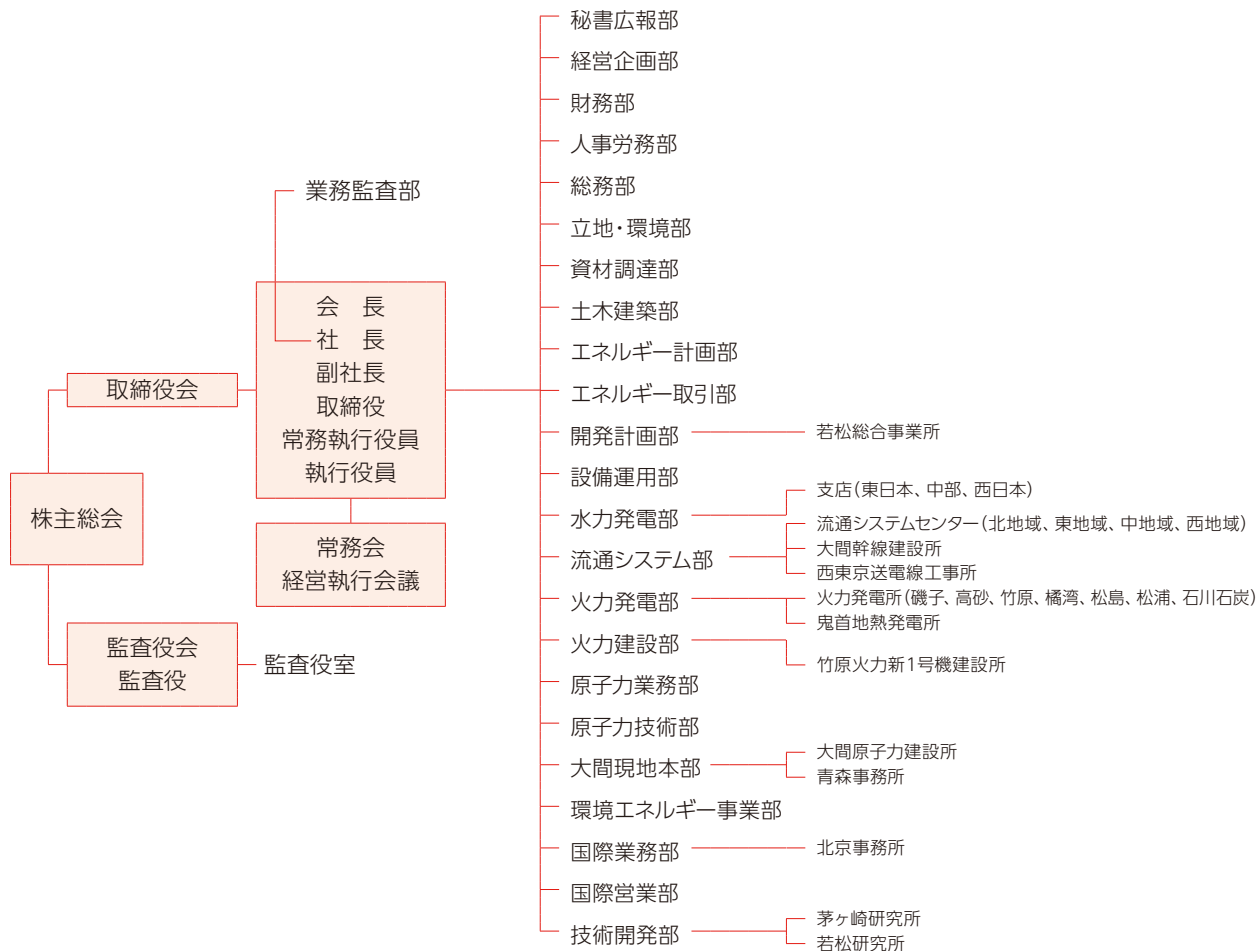 株主総会
取締役会
監査役会
監査役
監査役室
業務監査部
会　長
社　長
副社長
取締役
常務執行役員
執行役員
常務会
経営執行会議
秘書広報部
経営企画部
財務部
人事労務部
総務部
立地・環境部
資材調達部
土木建築部
エネルギー計画部
エネルギー取引部
開発計画部
若松総合事業所
設備運用部
水力発電部
支店(東日本、中部、西日本)
流通システム部
流通システムセンター(北地域、東地域、中地域、西地域)
大間幹線建設所
西東京送電線工事所
火力発電部
火力発電所(磯子、高砂、竹原、橘湾、松島、松浦、石川石炭)
鬼首地熱発電所
火力建設部
竹原火力新1号機建設所
原子力業務部
原子力技術部
大間現地本部
大間原子力建設所
青森事務所
環境エネルギー事業部
国際業務部
北京事務所
国際営業部
技術開発部
茅ヶ崎研究所
若松研究所